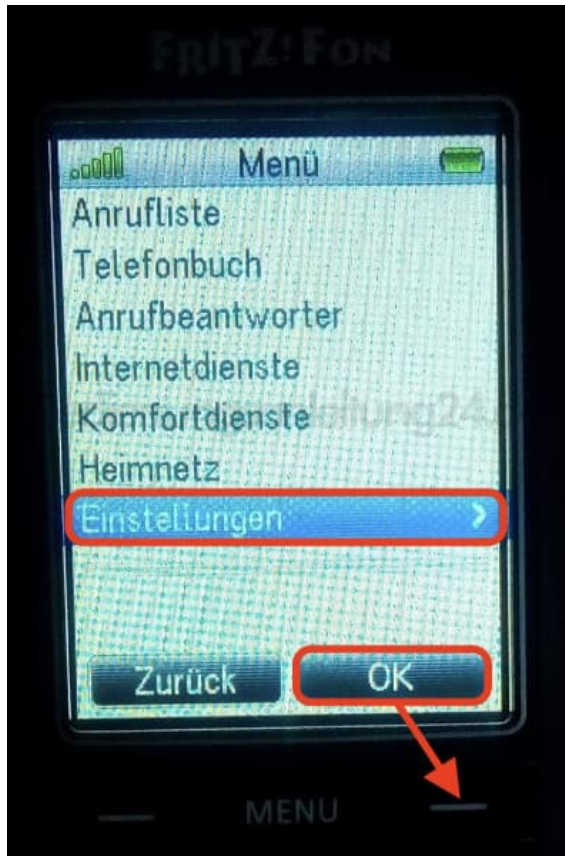 FRITZ!Fon
Menü
Anrufliste
Telefonbuch
Anrufbeantworter
Internetdienste
Komfortdienste
Heimnetz
Einstellungen
Zurück OK
MENU